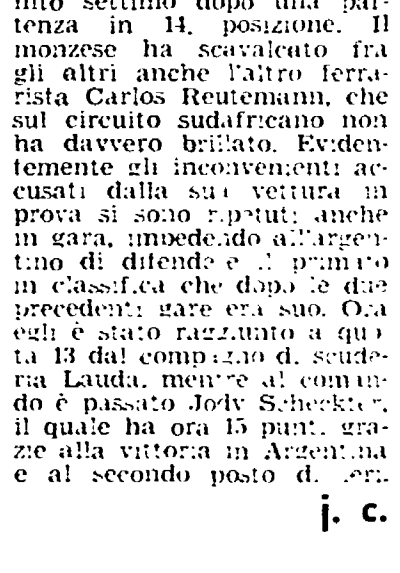 nito settimo dopo una par-
tenza in 14. posizione. Il
monzese ha scavalcato fra
gli altri anche l'altro ferra-
rista Carlos Reutemann, che
sul circuito sudafricano non
ha davvero brillato. Eviden-
temente gli inconvenienti ac-
cusati dalla sua vettura in
prova si sono ripetuti anche
in gara, impedendo all'argen-
tino di difendere il primato
in classifica che dopo le due
precedenti gare era suo. Ora
egli è stato raggiunto a quo-
ta 13 dal compagno di scude-
ria Lauda, mentre al coman-
do è passato Jody Scheckter,
il quale ha ora 15 punti gra-
zie alla vittoria in Argentina
e al secondo posto di ieri.
j. c.